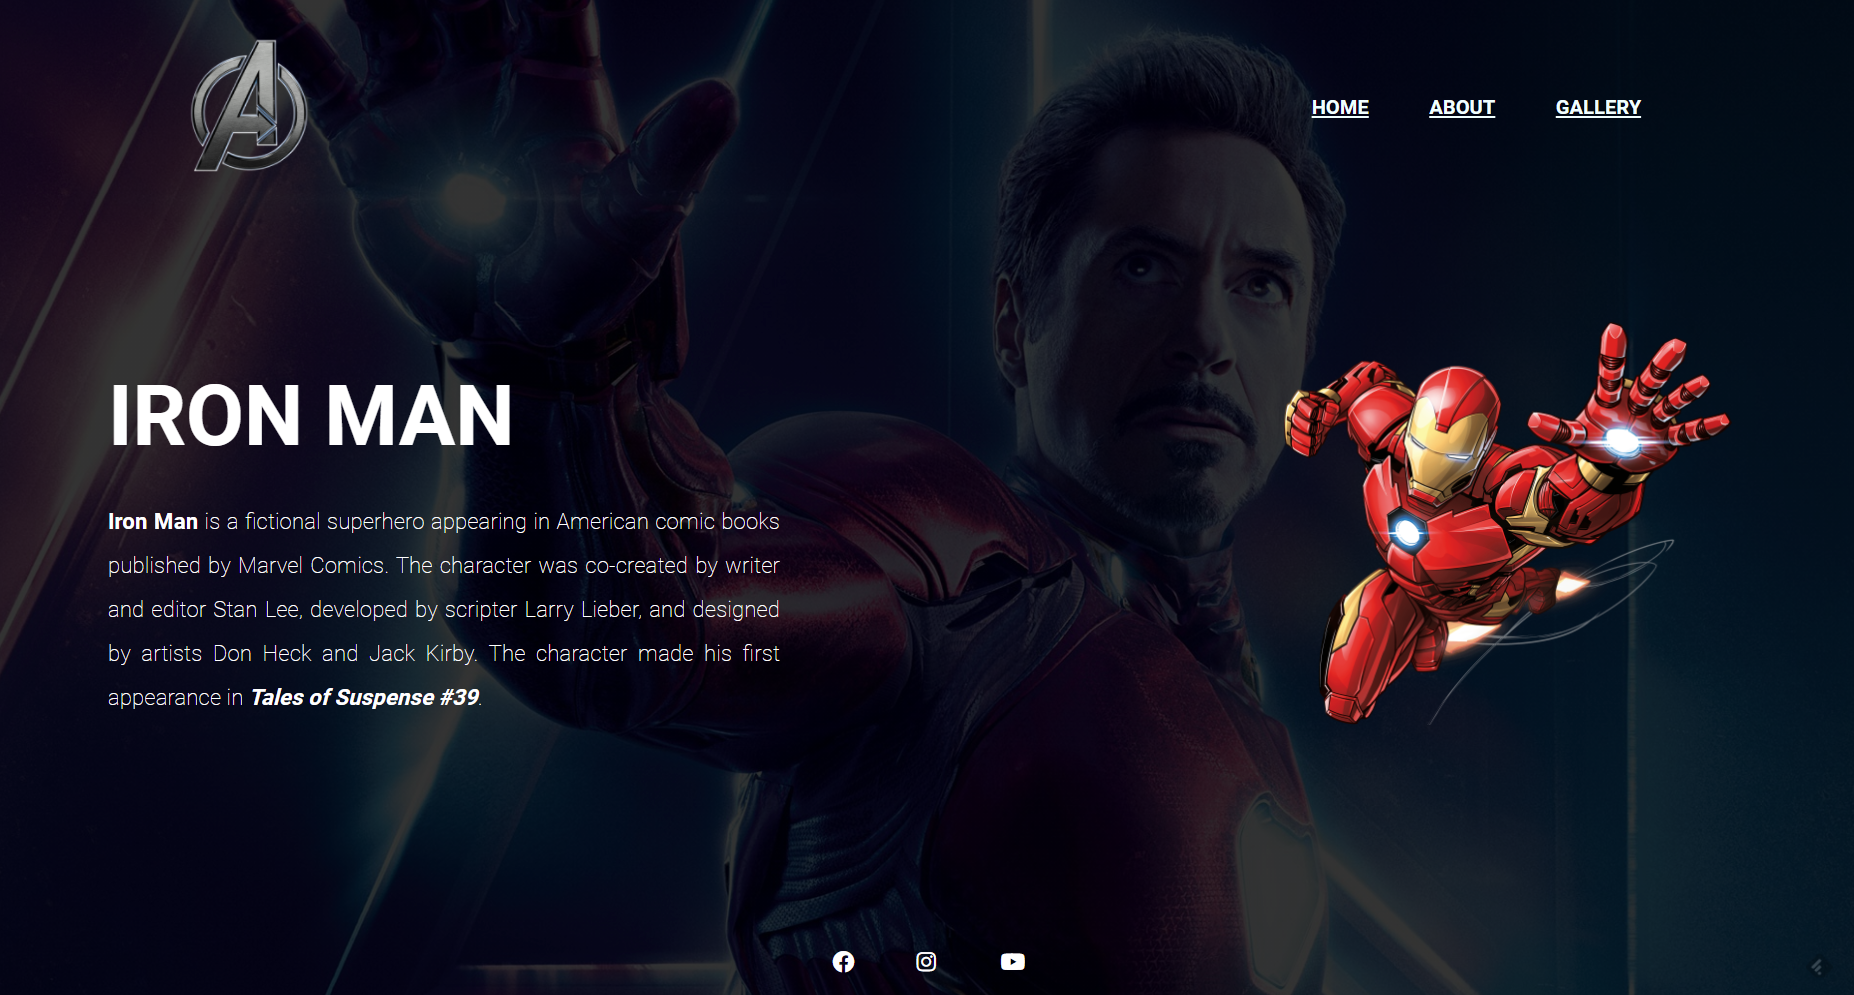 HOME ABOUT GALLERY
IRON MAN
Iron Man is a fictional superhero appearing in American comic books
published by Marvel Comics. The character was co-created by writer
and editor Stan Lee, developed by scripter Larry Lieber, and designed
by artists Don Heck and Jack Kirby. The character made his first
appearance in Tales of Suspense #39.